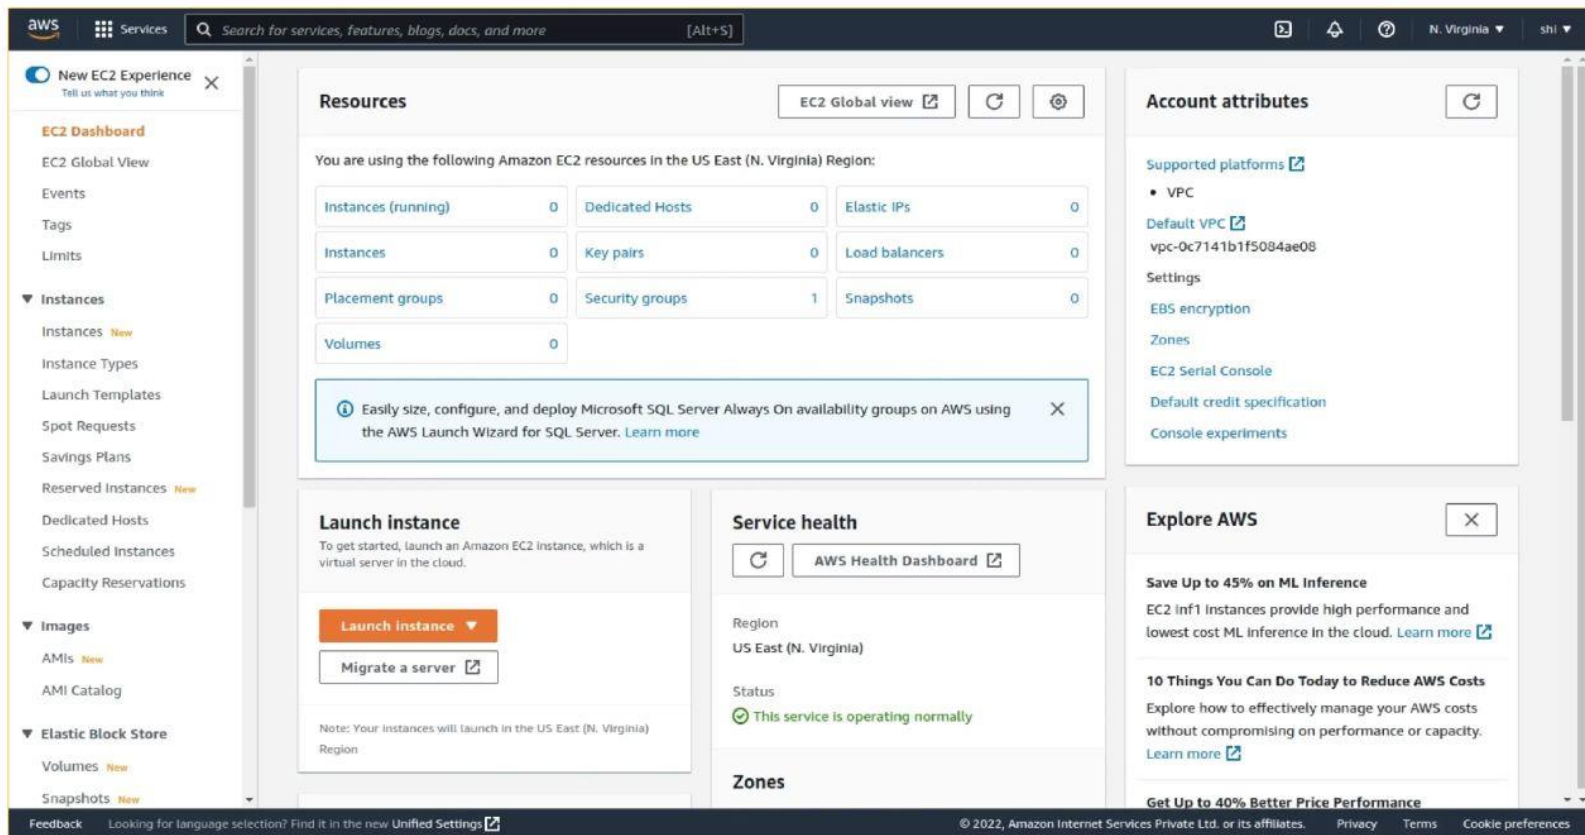 aws
Services
Search for services, features, blogs, docs, and more
[Alt+S]
N. Virginia
shi
New EC2 Experience
Tell us what you think
EC2 Dashboard
EC2 Global View
Events
Tags
Limits
Instances
Instances New
Instance Types
Launch Templates
Spot Requests
Savings Plans
Reserved Instances New
Dedicated Hosts
Scheduled Instances
Capacity Reservations
Images
AMIs New
AMI Catalog
Elastic Block Store
Volumes New
Snapshots New
Resources
EC2 Global view
You are using the following Amazon EC2 resources in the US East (N. Virginia) Region:
Instances (running) 0
Dedicated Hosts 0
Elastic IPs 0
Instances 0
Key pairs 0
Load balancers 0
Placement groups 0
Security groups 1
Snapshots 0
Volumes 0
Easily size, configure, and deploy Microsoft SQL Server Always On availability groups on AWS using
the AWS Launch Wizard for SQL Server. Learn more
Launch instance
To get started, launch an Amazon EC2 instance, which is a
virtual server in the cloud.
Launch instance
Migrate a server
Note: Your instances will launch in the US East (N. Virginia)
Region
Service health
AWS Health Dashboard
Region
US East (N. Virginia)
Status
This service is operating normally
Zones
Account attributes
Supported platforms
• VPC
Default VPC
vpc-0c7141b1f5084ae08
Settings
EBS encryption
Zones
EC2 Serial Console
Default credit specification
Console experiments
Explore AWS
Save Up to 45% on ML Inference
EC2 Inf1 instances provide high performance and
lowest cost ML inference in the cloud. Learn more
10 Things You Can Do Today to Reduce AWS Costs
Explore how to effectively manage your AWS costs
without compromising on performance or capacity.
Learn more
Get Up to 40% Better Price Performance
Feedback
Looking for language selection? Find it in the new Unified Settings
© 2022, Amazon Internet Services Private Ltd. or its affiliates.
Privacy
Terms
Cookie preferences